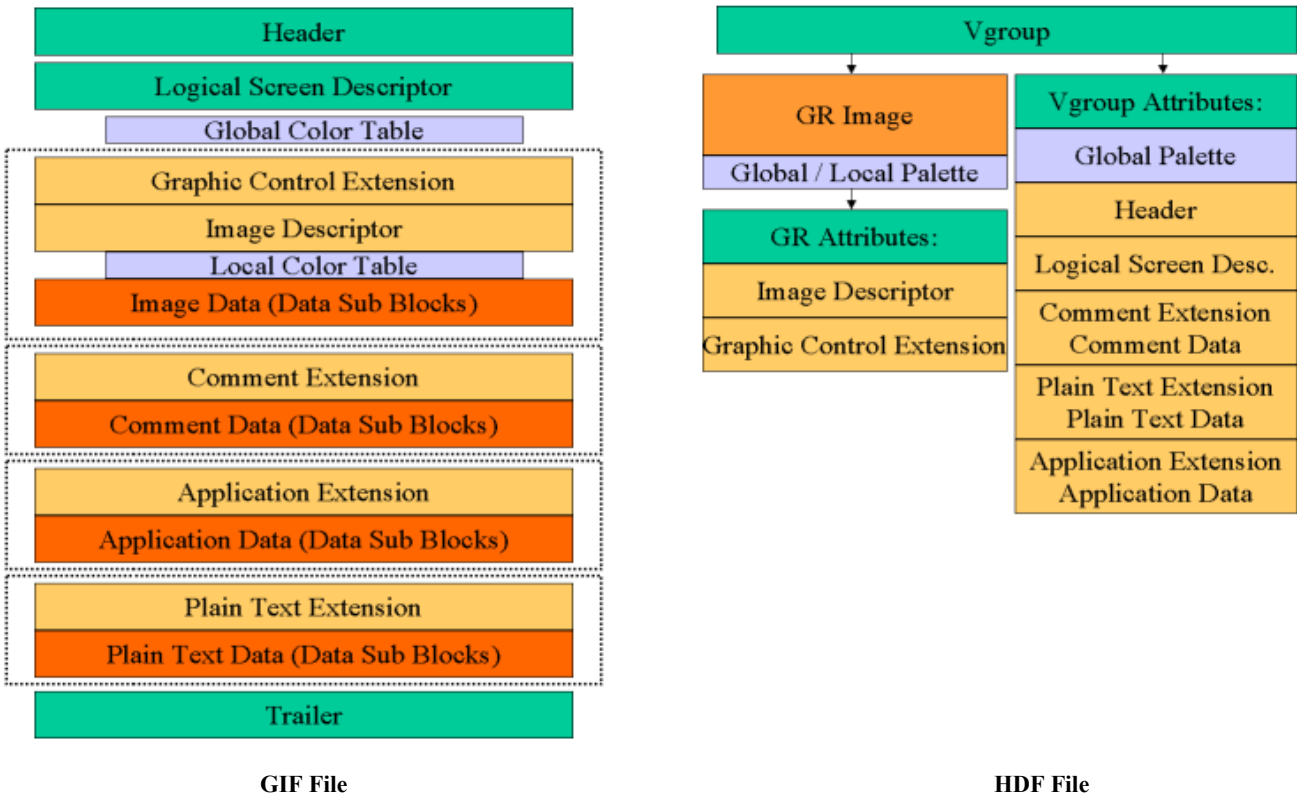 Header
Logical Screen Descriptor
Global Color Table
Graphic Control Extension
Image Descriptor
Local Color Table
Image Data (Data Sub Blocks)
Comment Extension
Comment Data (Data Sub Blocks)
Application Extension
Application Data (Data Sub Blocks)
Plain Text Extension
Plain Text Data (Data Sub Blocks)
Trailer
GIF File
Vgroup
GR Image
Global / Local Palette
GR Attributes:
Image Descriptor
Graphic Control Extension
Vgroup Attributes:
Global Palette
Header
Logical Screen Desc.
Comment Extension
Comment Data
Plain Text Extension
Plain Text Data
Application Extension
Application Data
HDF File